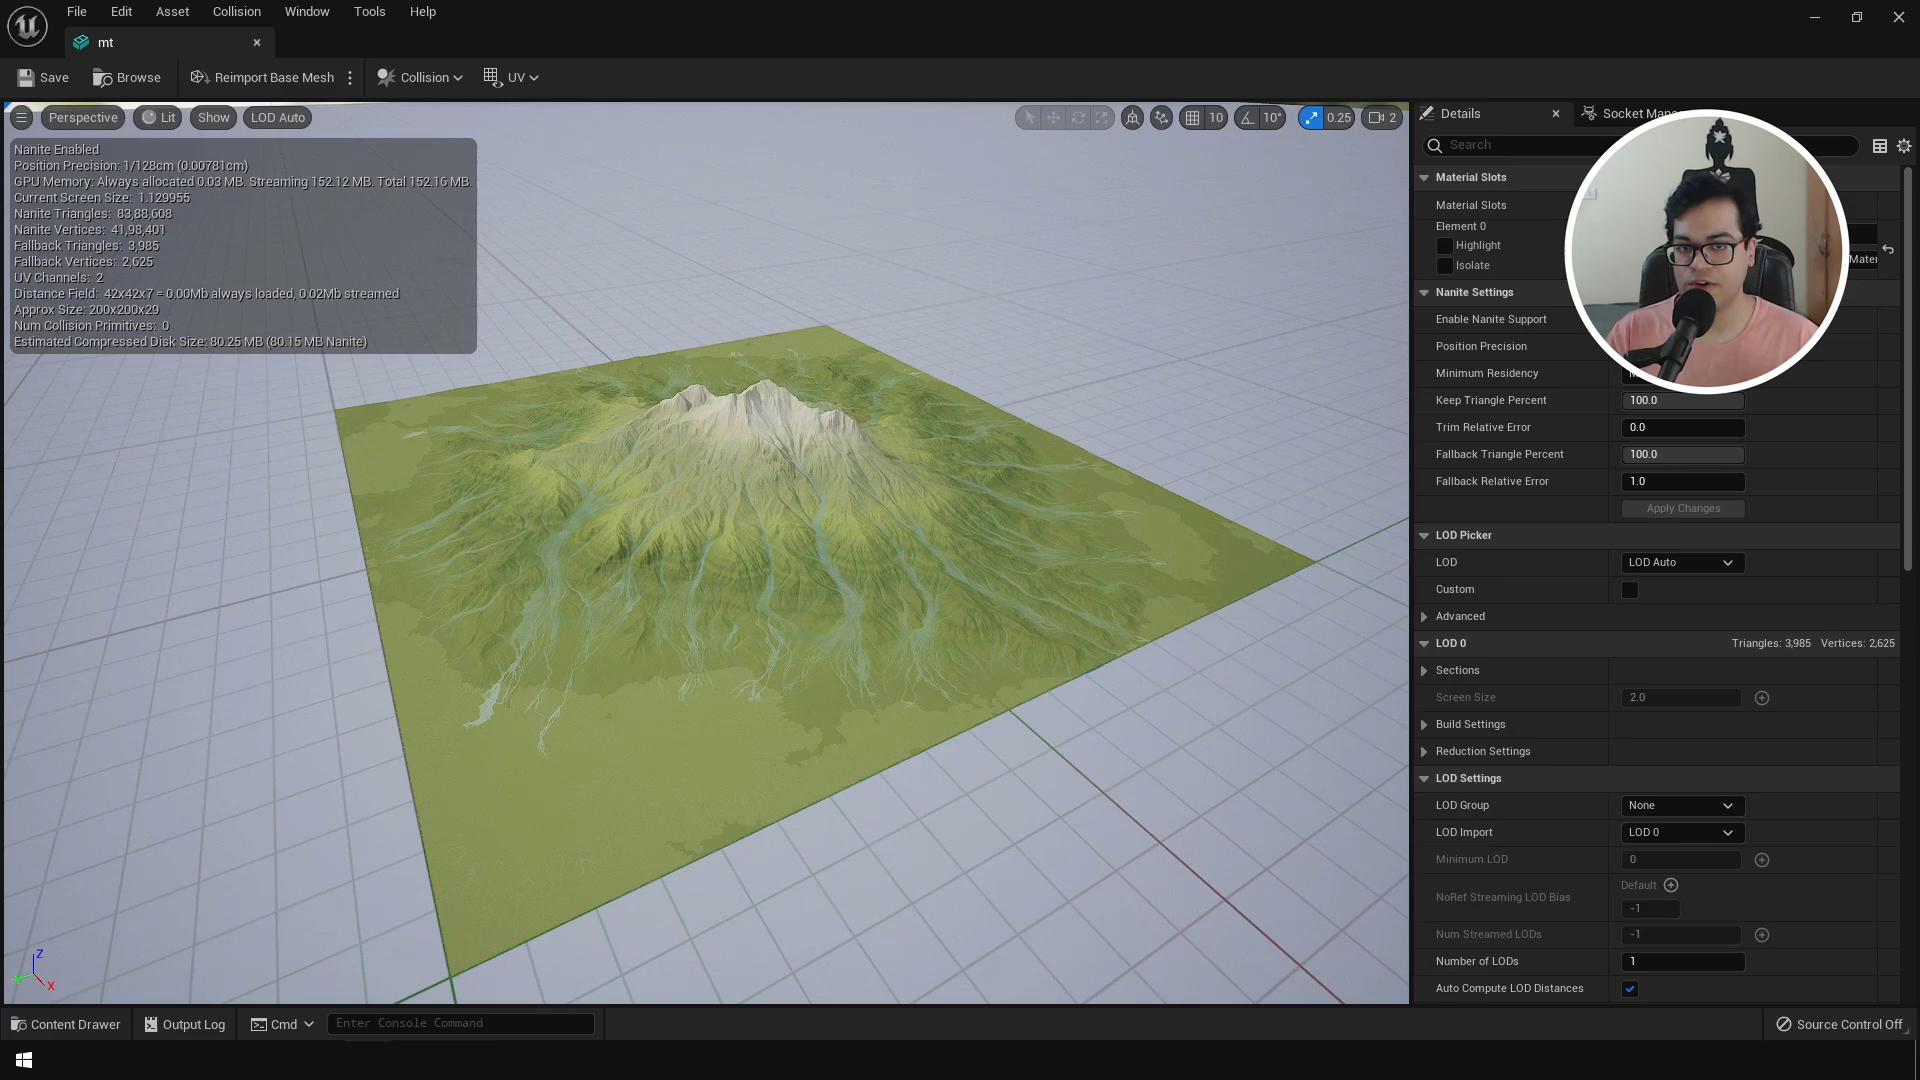 File Edit Asset Collision Window Tools Help
mt
Save Browse Reimport Base Mesh Collision UV
Perspective Lit Show LOD Auto
10 10° 0.25 2
Nanite Enabled
Position Precision: 1/128cm (0.00781cm)
GPU Memory: Always allocated 0.03 MB. Streaming 152.12 MB. Total 152.16 MB.
Current Screen Size: 1.129955
Nanite Triangles: 83,88,608
Nanite Vertices: 41,98,401
Fallback Triangles: 3,985
Fallback Vertices: 2,625
UV Channels: 2
Distance Field: 42x42x7 = 0.00Mb always loaded, 0.02Mb streamed
Approx Size: 200x200x29
Num Collision Primitives: 0
Estimated Compressed Disk Size: 80.25 MB (80.15 MB Nanite)
Z
X
Details Socket Mana
Search
Material Slots
Material Slots
Element 0
Highlight
Isolate
Mater
Nanite Settings
Enable Nanite Support
Position Precision
Minimum Residency
Keep Triangle Percent 100.0
Trim Relative Error 0.0
Fallback Triangle Percent 100.0
Fallback Relative Error 1.0
Apply Changes
LOD Picker
LOD LOD Auto
Custom
Advanced
LOD 0 Triangles: 3,985 Vertices: 2,625
Sections
Screen Size 2.0
Build Settings
Reduction Settings
LOD Settings
LOD Group None
LOD Import LOD 0
Minimum LOD 0
NoRef Streaming LOD Bias Default
-1
Num Streamed LODs -1
Number of LODs 1
Auto Compute LOD Distances
Content Drawer Output Log Cmd Enter Console Command Source Control Off